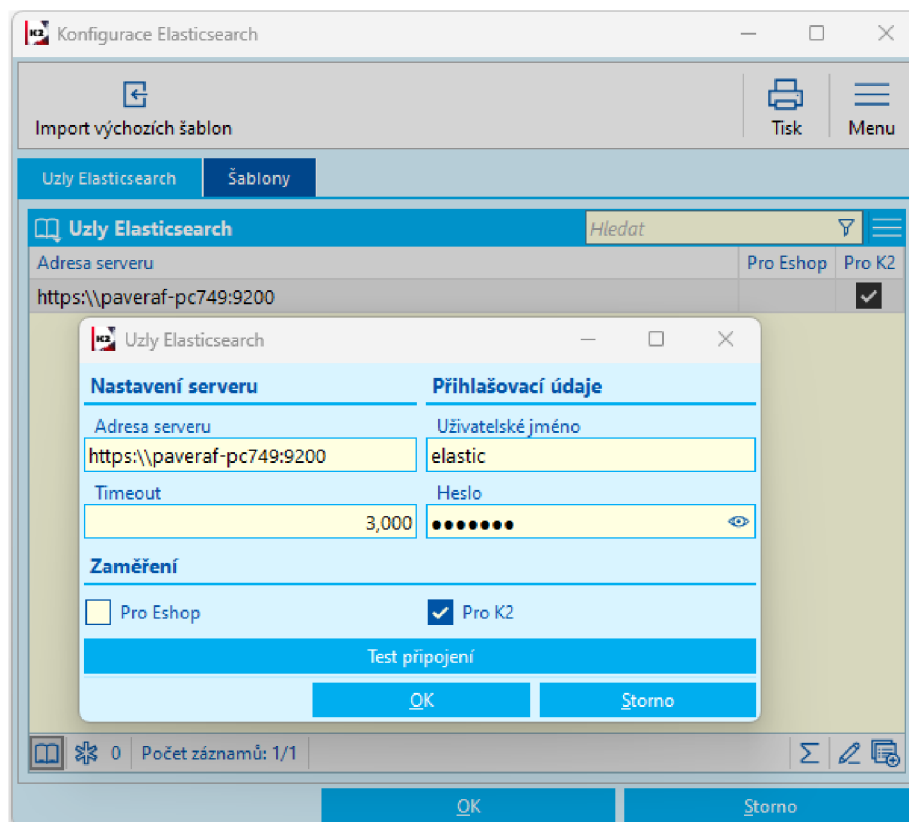 K2 Konfigurace Elasticsearch
Import výchozích šablon
Tisk
Menu
Uzly Elasticsearch
Šablony
Uzly Elasticsearch
Hledat
Adresa serveru
Pro Eshop
Pro K2
https:\\paveraf-pc749:9200
K2 Uzly Elasticsearch
Nastavení serveru
Přihlašovací údaje
Adresa serveru
Uživatelské jméno
https:\\paveraf-pc749:9200
elastic
Timeout
Heslo
3,000
●●●●●●●
Zaměření
Pro Eshop
Pro K2
Test připojení
OK
Storno
0
Počet záznamů: 1/1
Σ
OK
Storno